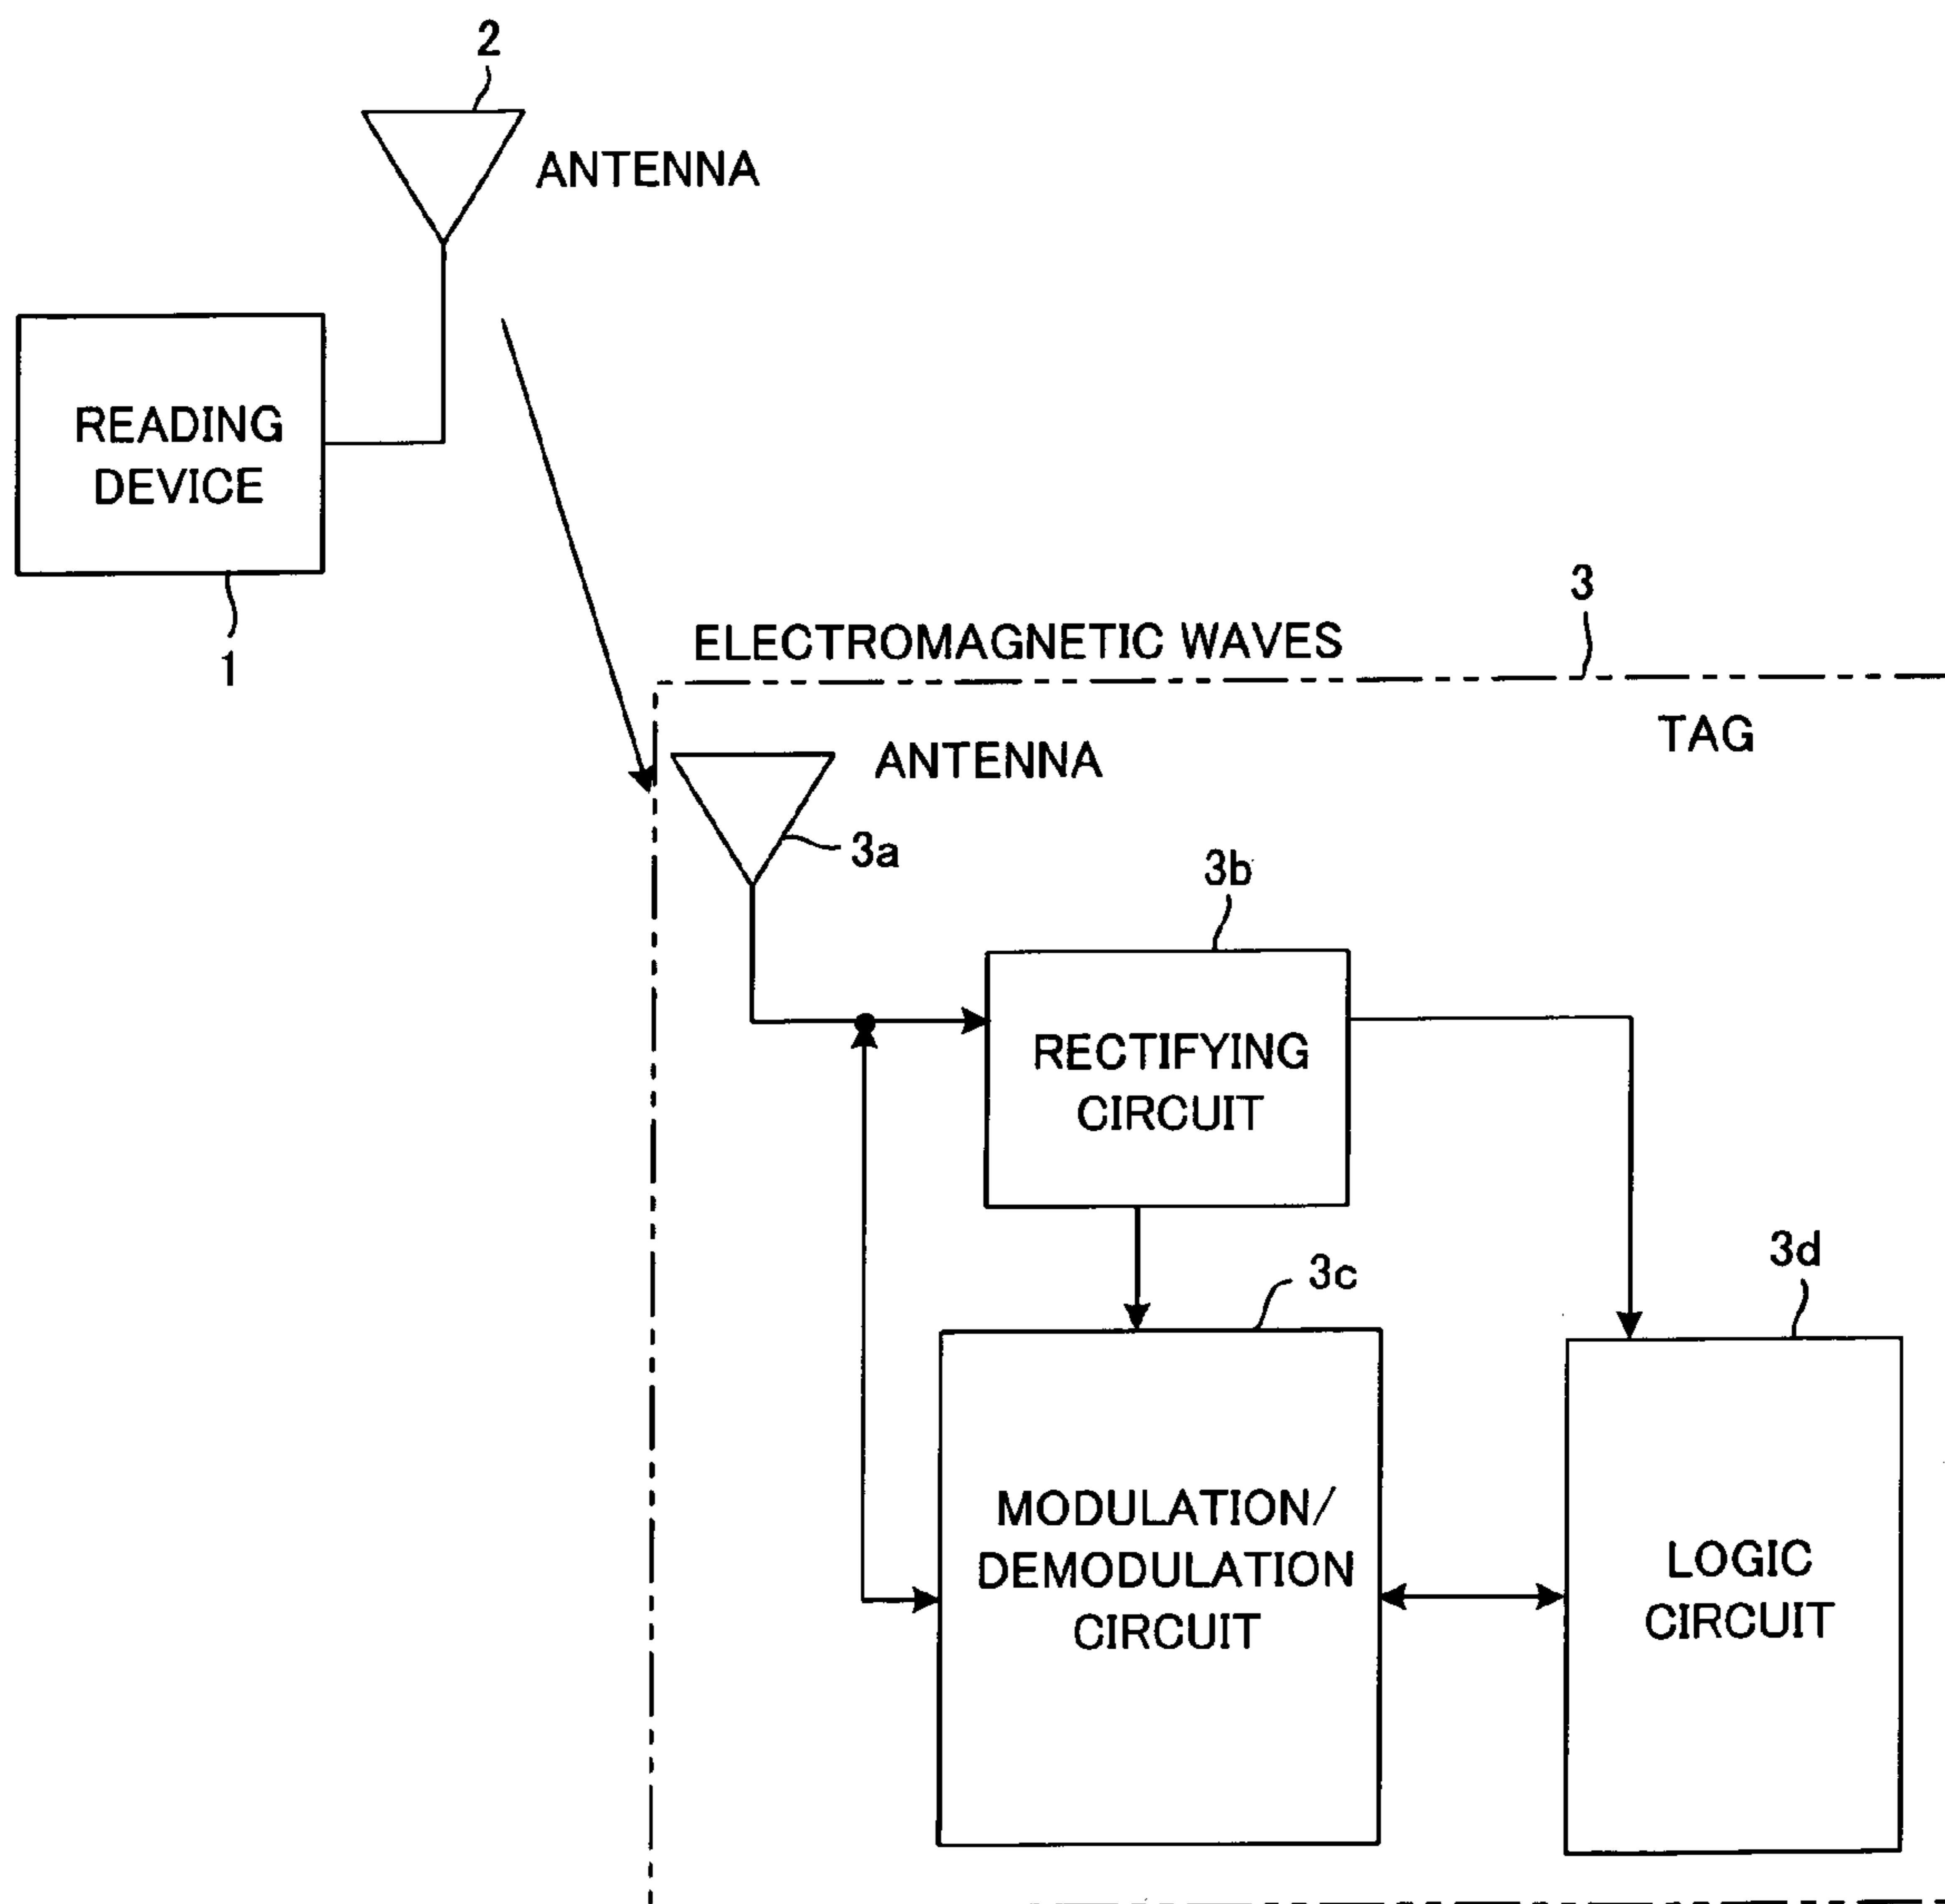 2
ANTENNA
READING
DEVICE
1
ELECTROMAGNETIC WAVES
3
TAG
ANTENNA
3a
3b
RECTIFYING
CIRCUIT
3c
3d
MODULATION/
DEMODULATION
CIRCUIT
LOGIC
CIRCUIT